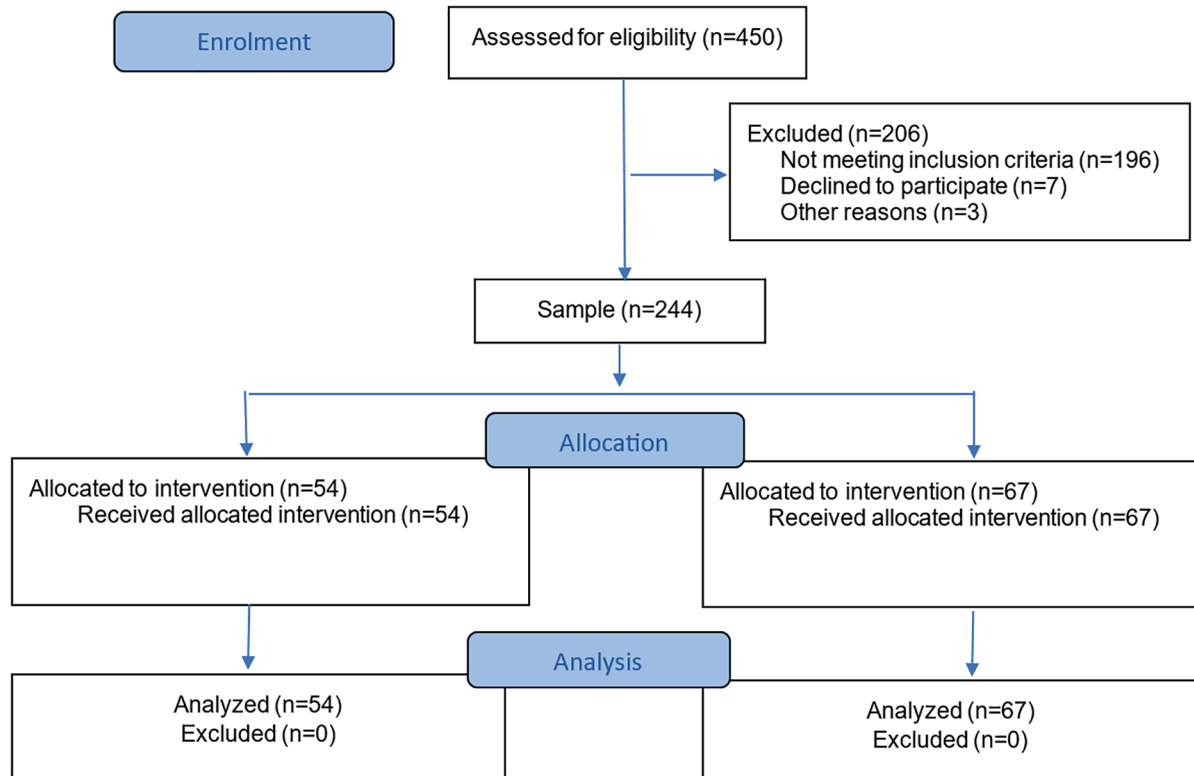 Enrolment
Assessed for eligibility (n=450)
Excluded (n=206)
Not meeting inclusion criteria (n=196)
Declined to participate (n=7)
Other reasons (n=3)
Sample (n=244)
Allocation
Allocated to intervention (n=54)
Received allocated intervention (n=54)
Allocated to intervention (n=67)
Received allocated intervention (n=67)
Analysis
Analyzed (n=54)
Excluded (n=0)
Analyzed (n=67)
Excluded (n=0)